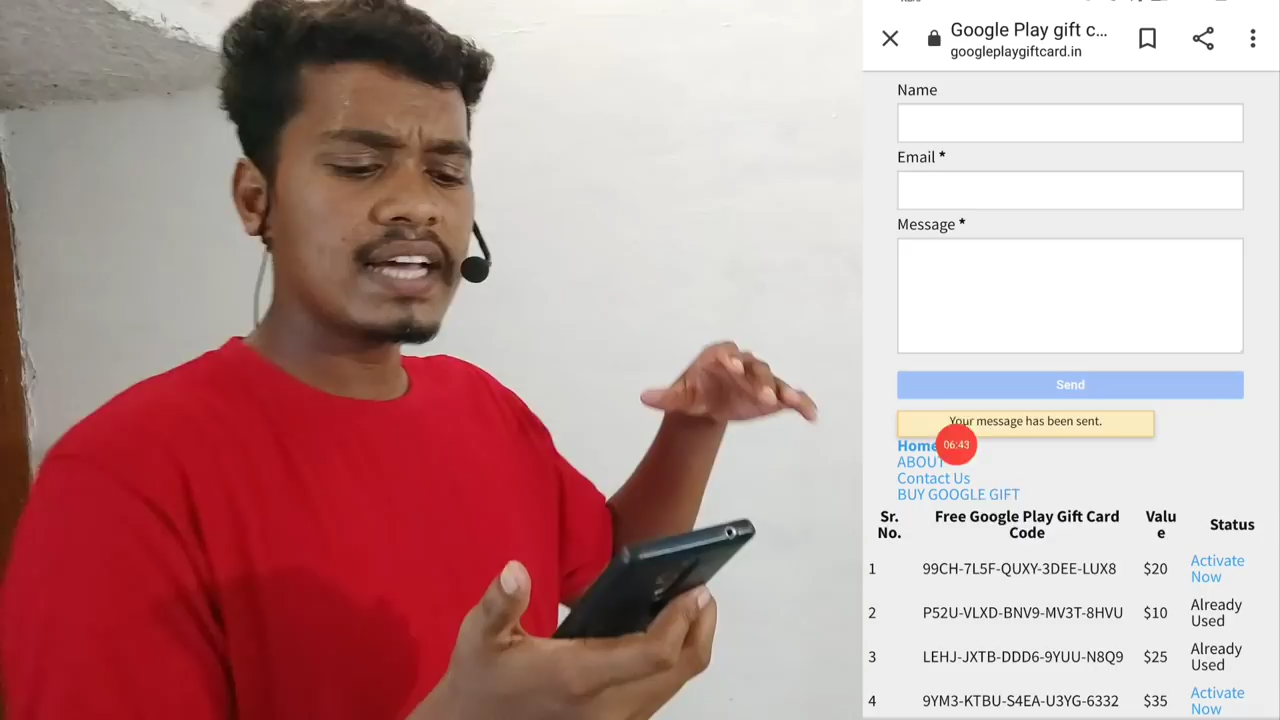 Google Play gift c...
googleplaygiftcard.in
Name
Email *
Message *
Send
Your message has been sent.
Home
06:43
ABOUT
Contact Us
BUY GOOGLE GIFT
Sr. No. Free Google Play Gift Card Code Value Status
1 99CH-7L5F-QUXY-3DEE-LUX8 $20 Activate Now
2 P52U-VLXD-BNV9-MV3T-8HVU $10 Already Used
3 LEHJ-JXTB-DDD6-9YUU-N8Q9 $25 Already Used
4 9YM3-KTBU-S4EA-U3YG-6332 $35 Activate Now